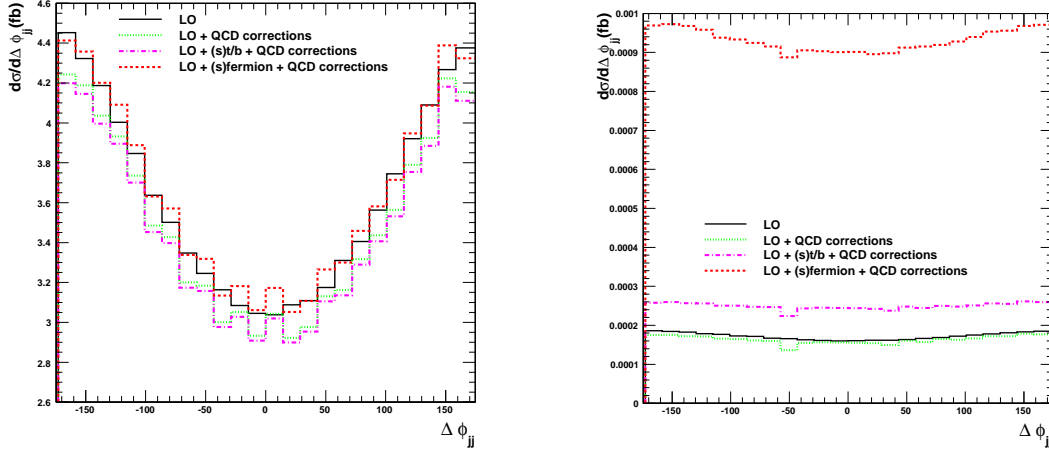 dσ/dΔ ϕjj(fb)
LO
LO + QCD corrections
LO + (s)t/b + QCD corrections
LO + (s)fermion + QCD corrections
4.6
4.4
4.2
4
3.8
3.6
3.4
3.2
3
2.8
2.6
-150 -100 -50 0 50 100 150
Δ ϕjj
dσ/dΔ ϕjj(fb)
0.001
0.0009
0.0008
0.0007
0.0006
0.0005
0.0004
0.0003
0.0002
0.0001
0
LO
LO + QCD corrections
LO + (s)t/b + QCD corrections
LO + (s)fermion + QCD corrections
-150 -100 -50 0 50 100 150
Δ ϕj